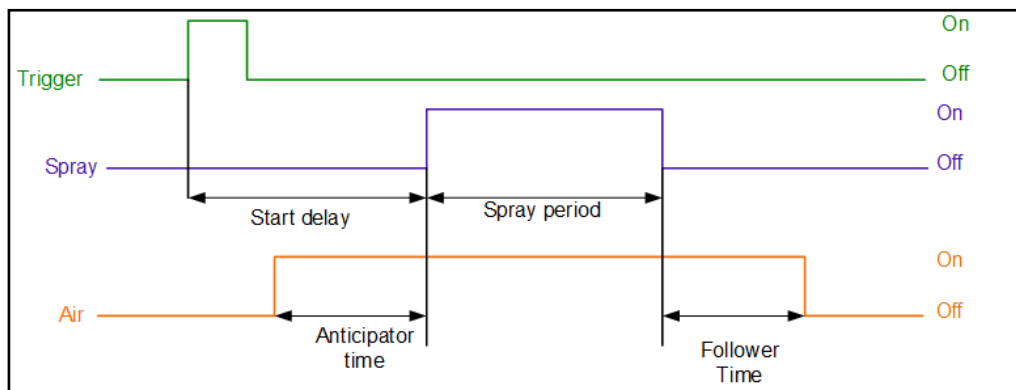 On
Trigger
Off
On
Spray
Off
Start delay
Spray period
On
Air
Off
Anticipator
time
Follower
Time